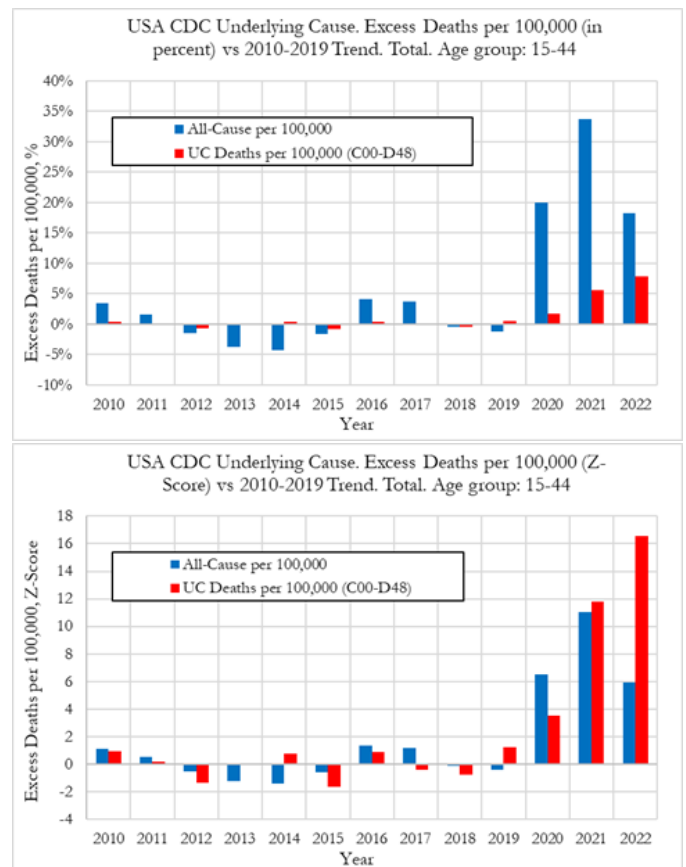 USA CDC Underlying Cause. Excess Deaths per 100,000 (in
percent) vs 2010-2019 Trend. Total. Age group: 15-44
40%
35%
30%
25%
20%
15%
10%
5%
0%
-5%
-10%
Excess Deaths per 100,000, %
All-Cause per 100,000
UC Deaths per 100,000 (C00-D48)
2010 2011 2012 2013 2014 2015 2016 2017 2018 2019 2020 2021 2022
Year
USA CDC Underlying Cause. Excess Deaths per 100,000 (Z-
Score) vs 2010-2019 Trend. Total. Age group: 15-44
18
16
14
12
10
8
6
4
2
0
-2
-4
Excess Deaths per 100,000, Z-Score
All-Cause per 100,000
UC Deaths per 100,000 (C00-D48)
2010 2011 2012 2013 2014 2015 2016 2017 2018 2019 2020 2021 2022
Year